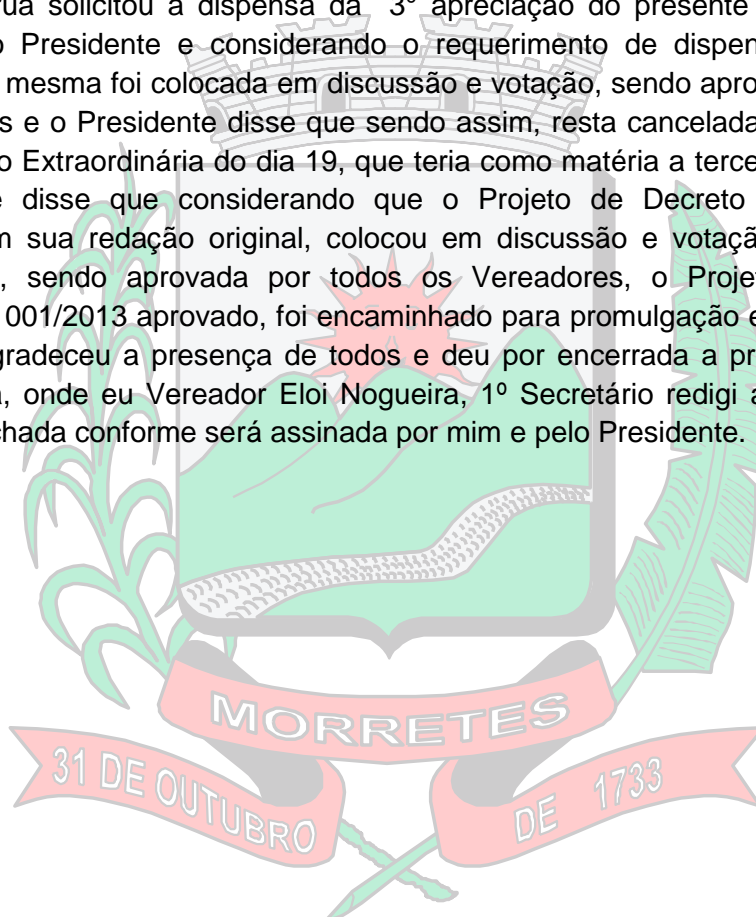 rua solicitou a dispensa da 3º apreciação do presente
o Presidente e considerando o requerimento de dispen
mesma foi colocada em discussão e votação, sendo apro
s e o Presidente disse que sendo assim, resta cancelada
o Extraordinária do dia 19, que teria como matéria a terce
e disse que considerando que o Projeto de Decreto
m sua redação original, colocou em discussão e votaçã
, sendo aprovada por todos os Vereadores, o Projet
001/2013 aprovado, foi encaminhado para promulgação e
gradeceu a presença de todos e deu por encerrada a pr
a, onde eu Vereador Eloi Nogueira, 1º Secretário redigi a
chada conforme será assinada por mim e pelo Presidente.
MORRETES
31 DE OUTUBRO DE 1733